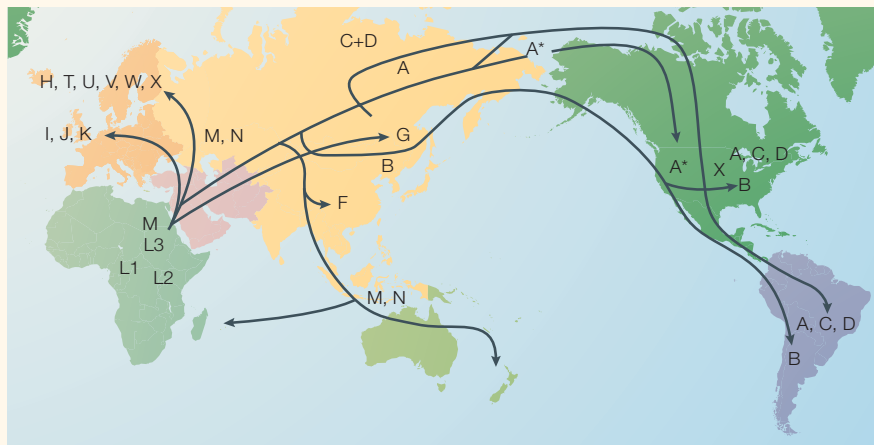 C+D
A*
A
H, T, U, V, W, X
I, J, K
M, N
G
B
A, C, D
A*
X
B
F
M
L3
L1
L2
M, N
A, C, D
B